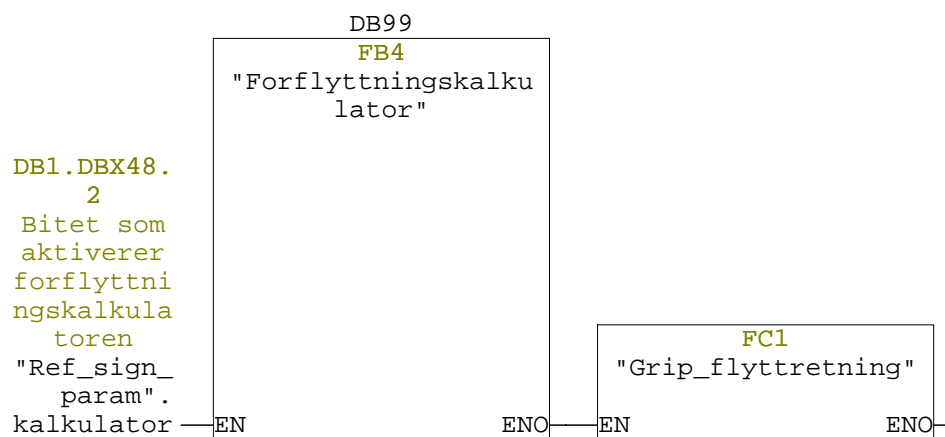 DB99
FB4
"Forflyttningskalku
lator"
DB1.DBX48.
2
Bitet som
aktiverer
forflyttni
ngskalkula
toren
"Ref_sign_
param".
kalkulator
EN
ENO
FC1
"Grip_flyttretning"
EN
ENO